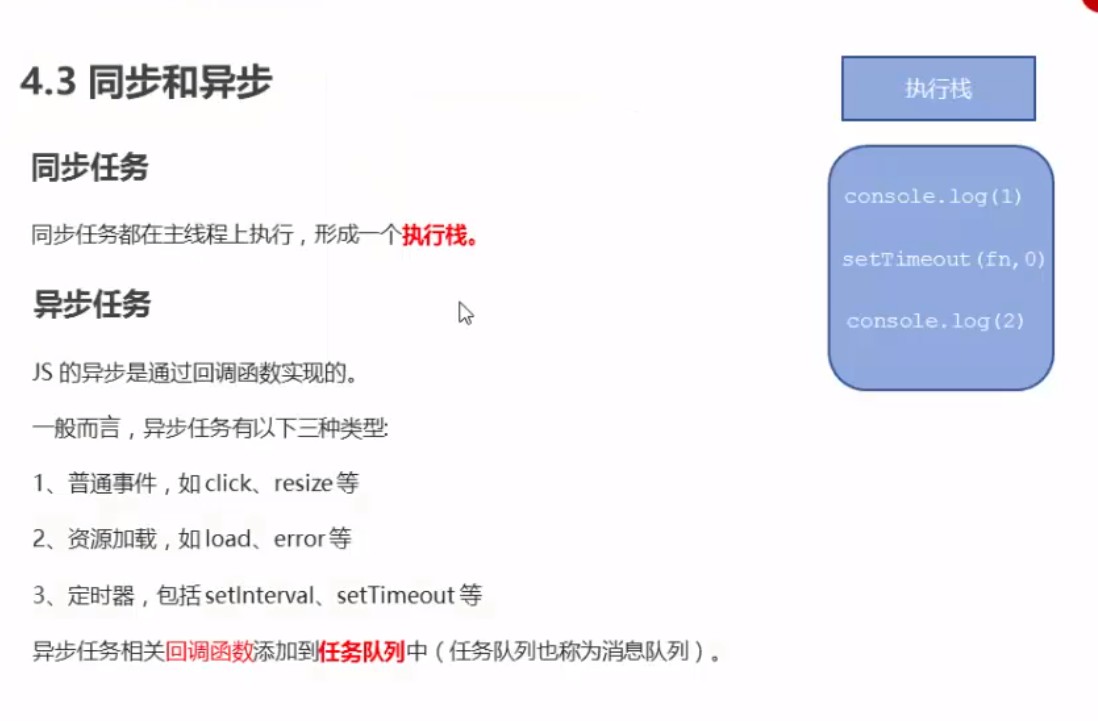 4.3 同步和异步
同步任务
同步任务都在主线程上执行，形成一个执行栈。
异步任务
JS 的异步是通过回调函数实现的。
一般而言，异步任务有以下三种类型:
1、普通事件，如 click、resize 等
2、资源加载，如 load、error 等
3、定时器，包括 setInterval、setTimeout 等
异步任务相关回调函数添加到任务队列中（任务队列也称为消息队列）。
执行栈
console.log(1)
setTimeout(fn,0)
console.log(2)